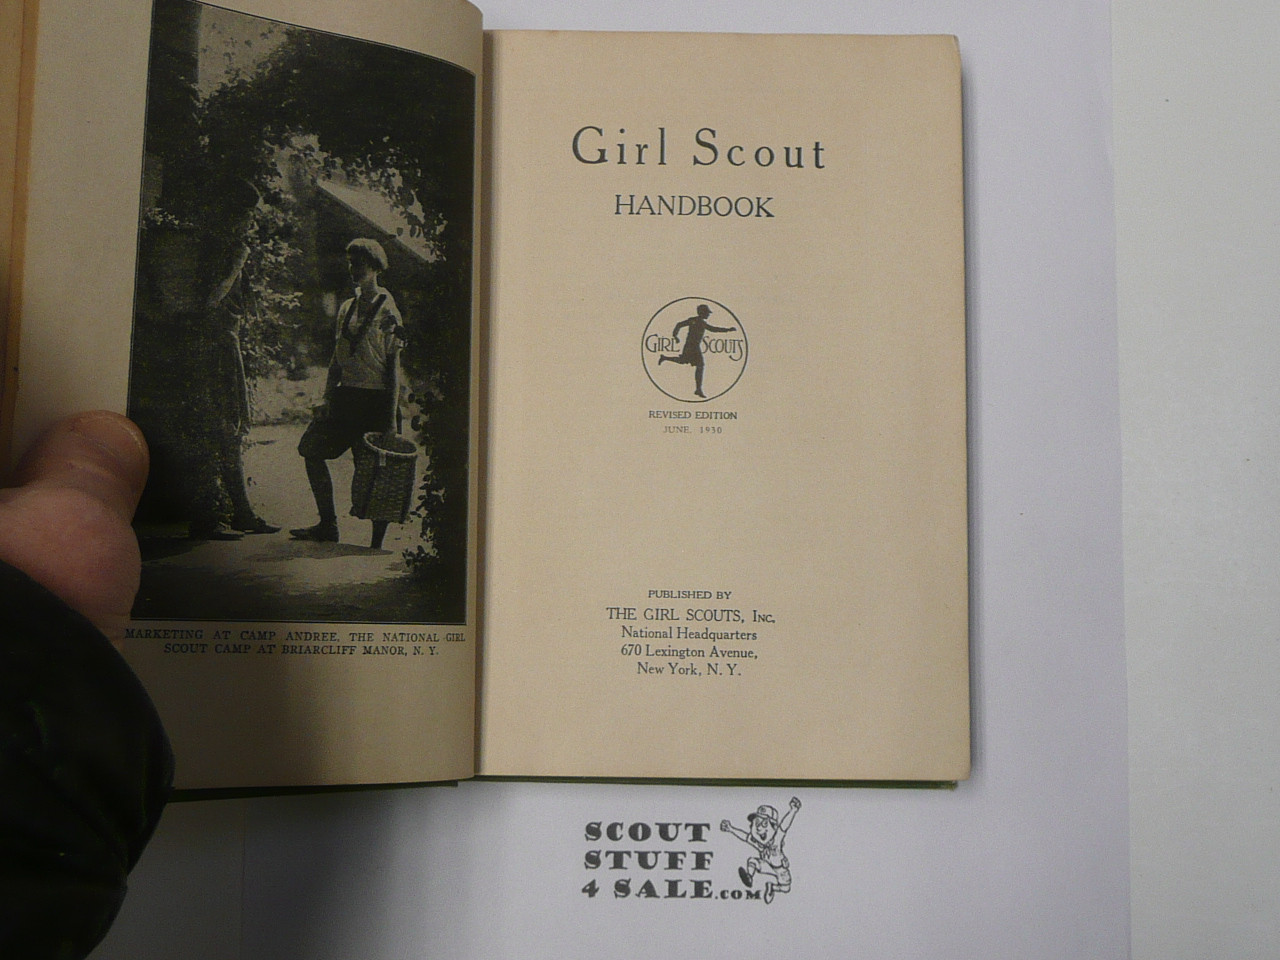 MARKETING AT CAMP ANDREE, THE NATIONAL GIRL
SCOUT CAMP AT BRIARCLIFF MANOR, N. Y.
Girl Scout
HANDBOOK
GIRL SCOUTS
REVISED EDITION
JUNE, 1930
PUBLISHED BY
THE GIRL SCOUTS, INC.
National Headquarters
670 Lexington Avenue,
New York, N. Y.
SCOUT
STUFF
4 SALE.COM